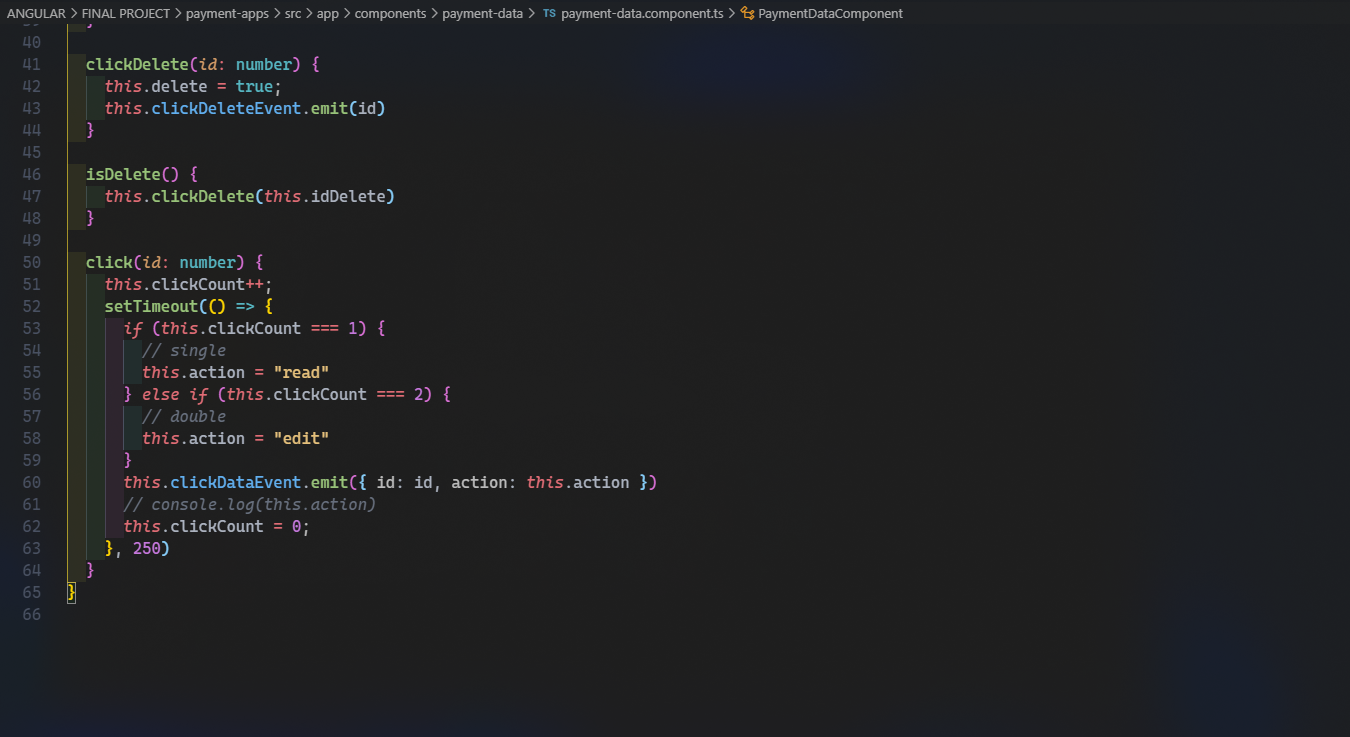 ANGULAR > FINAL PROJECT > payment-apps > src > app > components > payment-data > TS payment-data.component.ts > PaymentDataComponent
40
41 clickDelete(id: number) {
42 this.delete = true;
43 this.clickDeleteEvent.emit(id)
44 }
45
46 isDelete() {
47 this.clickDelete(this.idDelete)
48 }
49
50 click(id: number) {
51 this.clickCount++;
52 setTimeout(() => {
53 if (this.clickCount === 1) {
54 // single
55 this.action = "read"
56 } else if (this.clickCount === 2) {
57 // double
58 this.action = "edit"
59 }
60 this.clickDataEvent.emit({ id: id, action: this.action })
61 // console.log(this.action)
62 this.clickCount = 0;
63 }, 250)
64 }
65 }
66